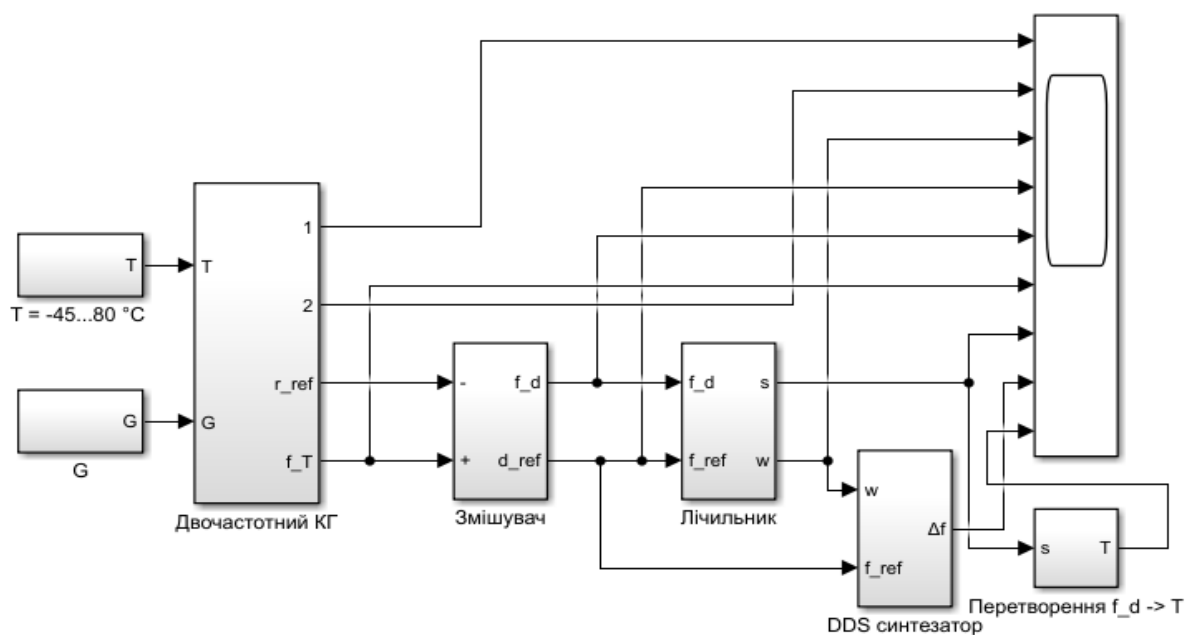 T
T = -45...80 °C
G
G
T
G
1
2
r_ref
f_T
Двочастотний КГ
-
+
f_d
d_ref
Змішувач
f_d
f_ref
s
w
Лічильник
w
f_ref
Δf
DDS синтезатор
s
T
Перетворення f_d -> T